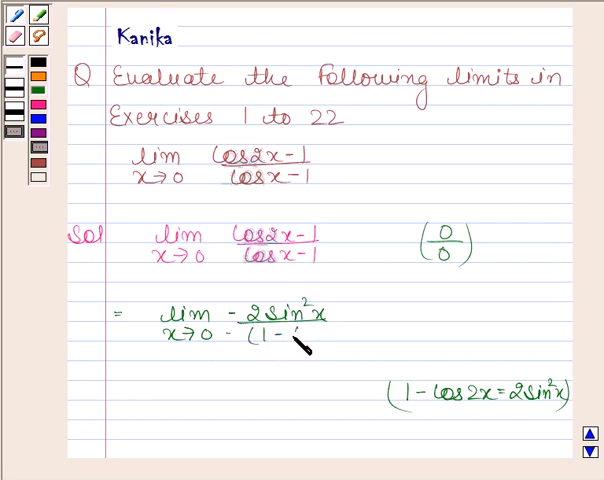 Kanika
Q Evaluate the following limits in
Exercises 1 to 22
lim cos2x-1
x→0 cosx-1
Sol lim cos2x-1 (0
x→0 cosx-1 0)
= lim -2sin²x
x→0 -(1-
(1-cos2x=2sin²x)